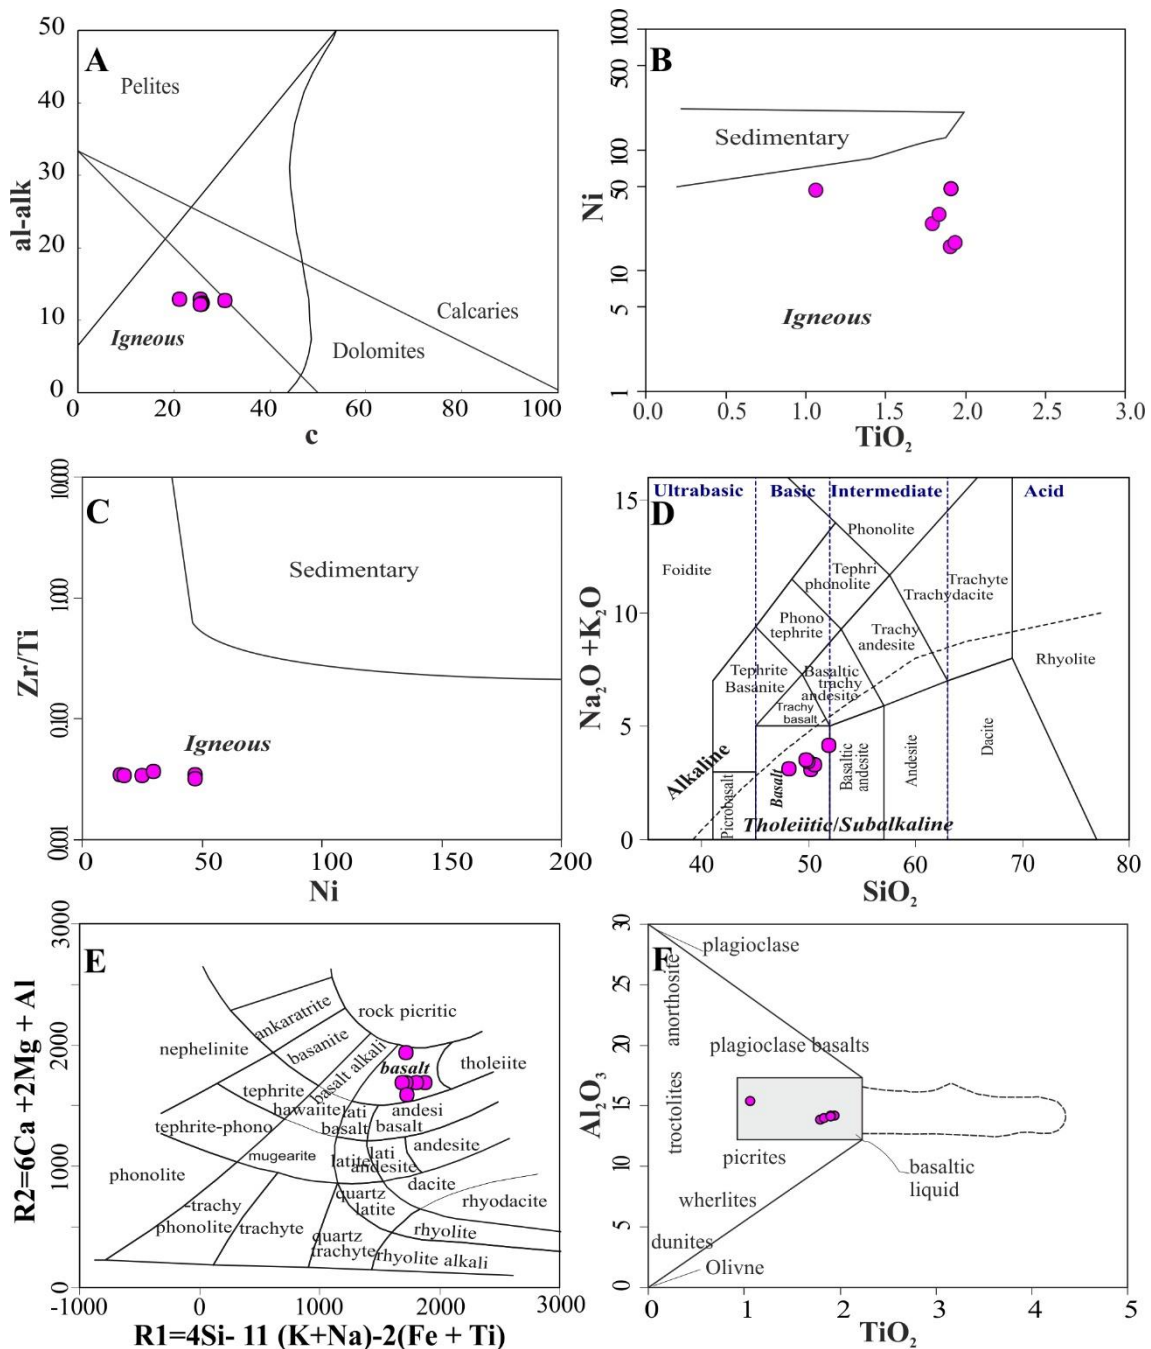 A
50
40
30
20
10
0
al-alk
Pelites
Igneous
Calcaries
Dolomites
0
20
40
60
80
100
c
B
1000
500
100
50
10
5
1
Ni
Sedimentary
Igneous
0.0
0.5
1.0
1.5
2.0
2.5
3.0
TiO₂
C
10.000
1.000
0.100
0.001
Zr/Ti
Sedimentary
Igneous
0
50
100
150
200
Ni
D
15
10
5
0
Na₂O +K₂O
Ultrabasic
Basic
Intermediate
Acid
Phonolite
Foidite
Tephri
phonolite
Trachyte
Trachydacite
Phono
tephrite
Trachy
andesite
Rhyolite
Tephrite
Basanite
Basaltic
trachy
andesito
Trachy
basalt
Alkaline
Picrobasalt
Basalt
Basaltic
andesite
Andesite
Dacite
Tholeiitic/Subalkaline
40
50
60
70
80
SiO₂
E
3000
2000
1000
0
R2=6Ca +2Mg + Al
ankaratrite
rock picritic
nephelinite
basanite
basalt alkali
basalt
tholeiite
tephrite
hawaiite
lati
basalt
andesi
basalt
tephrite-phono
mugearite
latite
lati
andesite
andesite
phonolite
dacite
quartz
latite
rhyodacite
-trachy
phonolite
trachyte
quartz
trachyte
rhyolite
rhyolite alkali
-1000
0
1000
2000
3000
R1=4Si- 11 (K+Na)-2(Fe + Ti)
F
30
25
20
15
10
5
0
Al₂O₃
plagioclase
anorthosite
plagioclase basalts
troctolites
picrites
basaltic
liquid
wherlites
dunites
Olivne
0
1
2
3
4
5
TiO₂